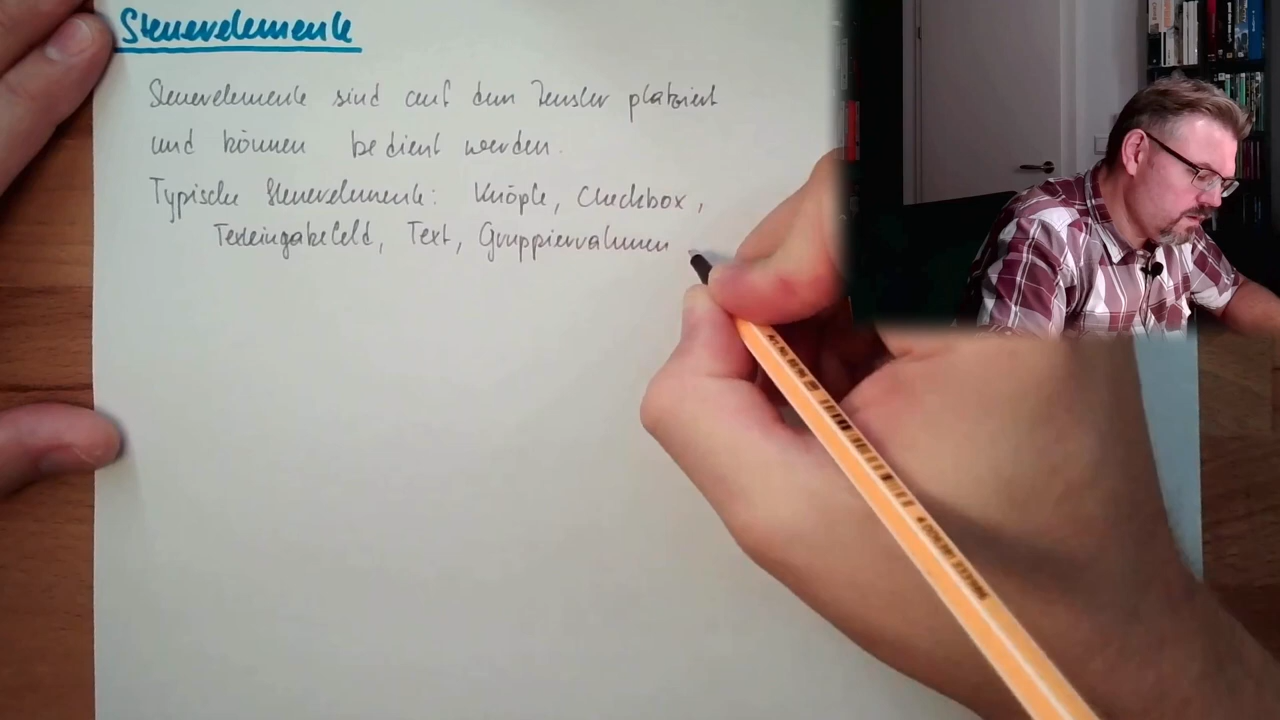 Steuerelemente
Steuerelemente sind auf dem Fenster platziert
und können bedient werden.
Typische Steuerelemente: Knöpfe, Checkbox,
Texteingabefeld, Text, Gruppierrahmen